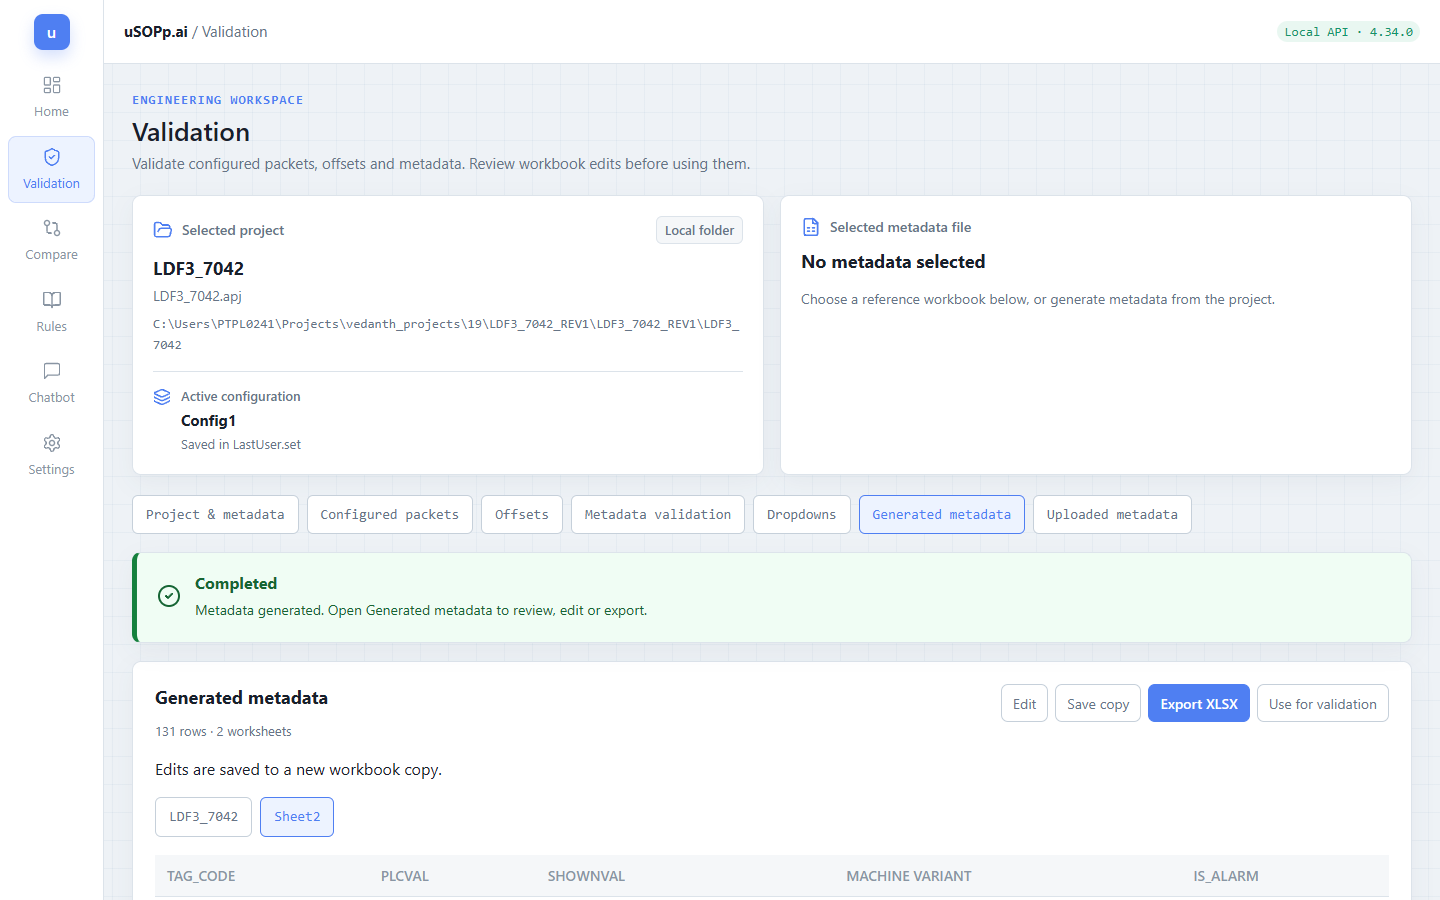 u
uSOPp.ai / Validation
Local API · 4.34.0
Home
Validation
Compare
Rules
Chatbot
Settings
ENGINEERING WORKSPACE
Validation
Validate configured packets, offsets and metadata. Review workbook edits before using them.
Selected project
Local folder
LDF3_7042
LDF3_7042.apj
C:\Users\PTPL0241\Projects\vedanth_projects\19\LDF3_7042_REV1\LDF3_7042_REV1\LDF3_
7042
Active configuration
Config1
Saved in LastUser.set
Selected metadata file
No metadata selected
Choose a reference workbook below, or generate metadata from the project.
Project & metadata
Configured packets
Offsets
Metadata validation
Dropdowns
Generated metadata
Uploaded metadata
Completed
Metadata generated. Open Generated metadata to review, edit or export.
Generated metadata
131 rows · 2 worksheets
Edit
Save copy
Export XLSX
Use for validation
Edits are saved to a new workbook copy.
LDF3_7042
Sheet2
TAG_CODE PLCVAL SHOWNVAL MACHINE VARIANT IS_ALARM